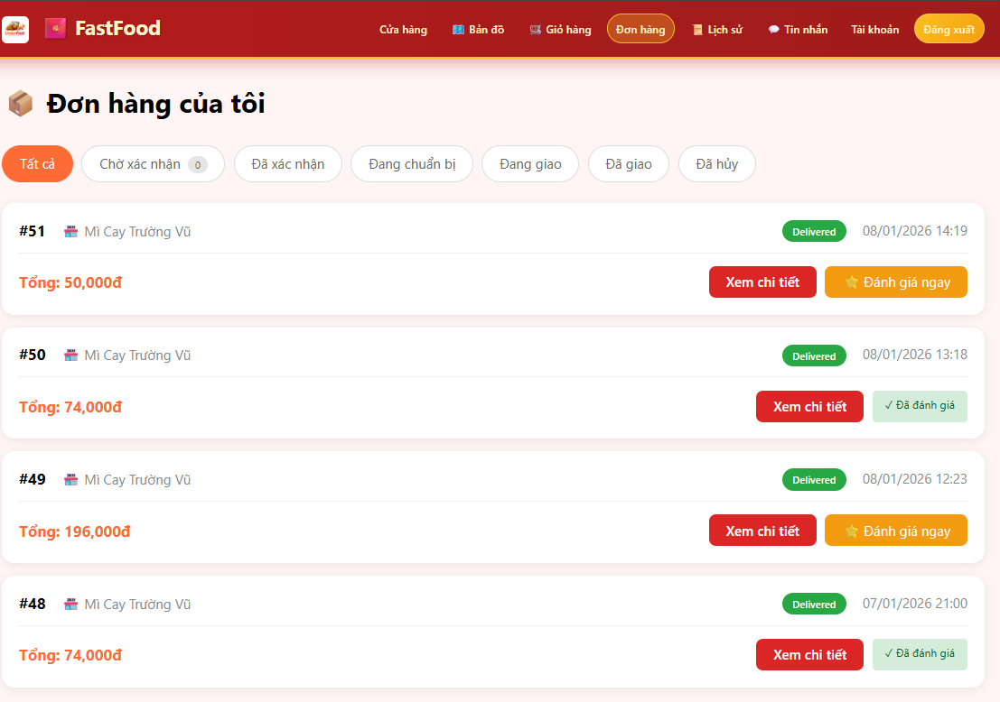 FastFood
Cửa hàng
Bản đồ
Giỏ hàng
Đơn hàng
Lịch sử
Tin nhắn
Tài khoản
Đăng xuất
Đơn hàng của tôi
Tất cả
Chờ xác nhận 0
Đã xác nhận
Đang chuẩn bị
Đang giao
Đã giao
Đã hủy
#51 Mì Cay Trường Vũ Delivered 08/01/2026 14:19
Tổng: 50,000đ Xem chi tiết Đánh giá ngay
#50 Mì Cay Trường Vũ Delivered 08/01/2026 13:18
Tổng: 74,000đ Xem chi tiết ✓ Đã đánh giá
#49 Mì Cay Trường Vũ Delivered 08/01/2026 12:23
Tổng: 196,000đ Xem chi tiết Đánh giá ngay
#48 Mì Cay Trường Vũ Delivered 07/01/2026 21:00
Tổng: 74,000đ Xem chi tiết ✓ Đã đánh giá